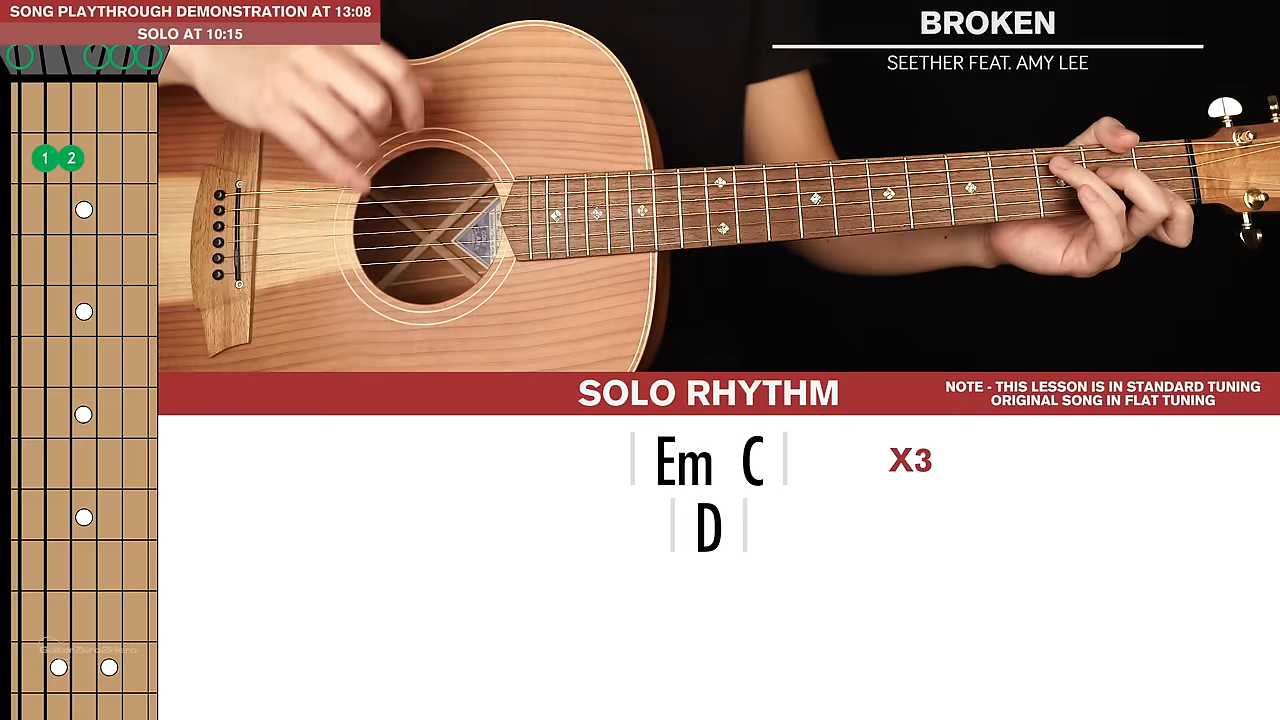 SONG PLAYTHROUGH DEMONSTRATION AT 13:08
SOLO AT 10:15
BROKEN
SEETHER FEAT. AMY LEE
1 2
SOLO RHYTHM
NOTE - THIS LESSON IS IN STANDARD TUNING
ORIGINAL SONG IN FLAT TUNING
Em C X3
D
GuitarZero2Hero